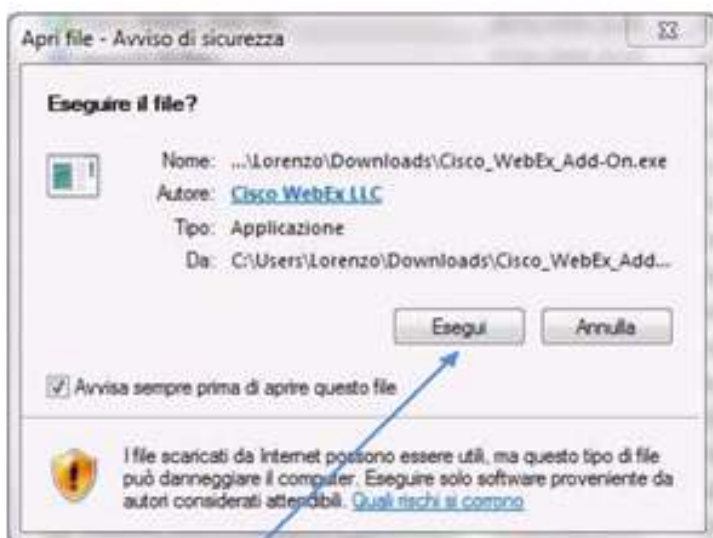 Apri file - Avviso di sicurezza
Eseguire il file?
Nome: ...\Lorenzo\Downloads\Cisco_WebEx_Add-On.exe
Autore: Cisco WebEx LLC
Tipo: Applicazione
Da: C:\Users\Lorenzo\Downloads\Cisco_WebEx_Add...
Esegui Annulla
Avvisa sempre prima di aprire questo file
I file scaricati da Internet possono essere utili, ma questo tipo di file
può danneggiare il computer. Eseguire solo software proveniente da
autori considerati attendibili. Quali rischi si corrono